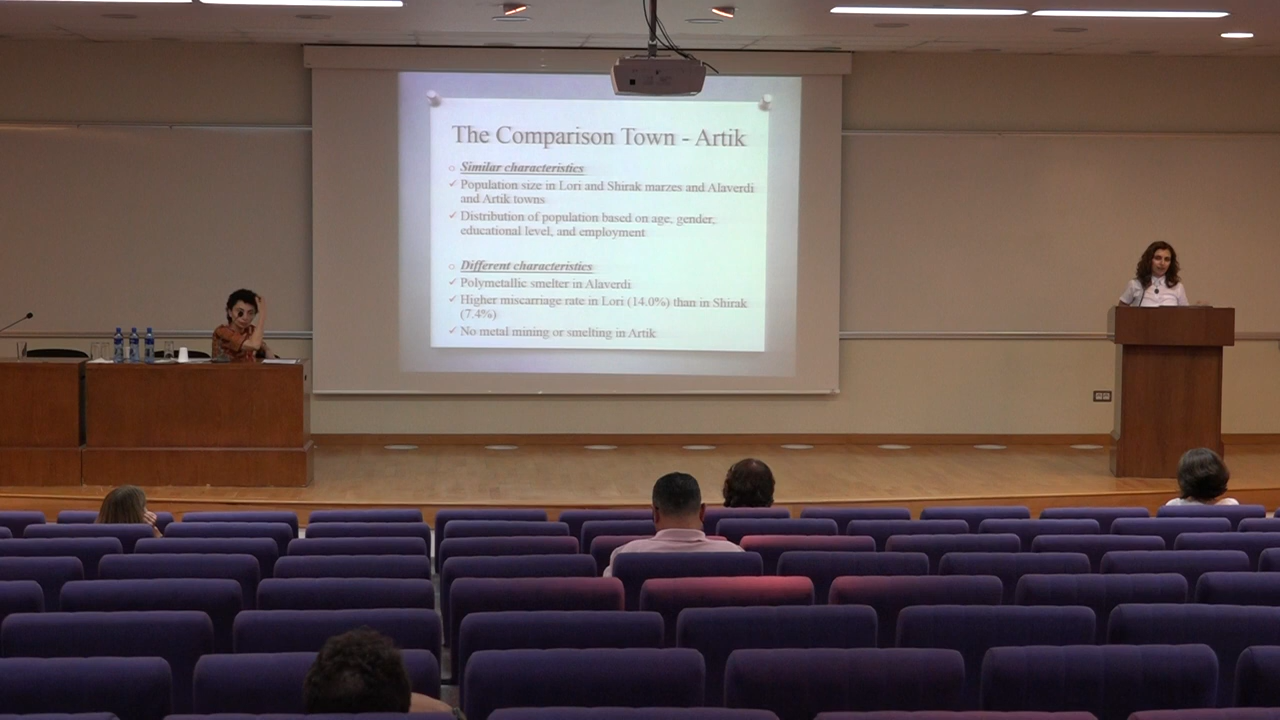 The Comparison Town - Artik
Similar characteristics
Population size in Lori and Shirak marzes and Alaverdi
and Artik towns
Distribution of population based on age, gender,
educational level, and employment
Different characteristics
Polymetallic smelter in Alaverdi
Higher miscarriage rate in Lori (14.0%) than in Shirak
(7.4%)
No metal mining or smelting in Artik